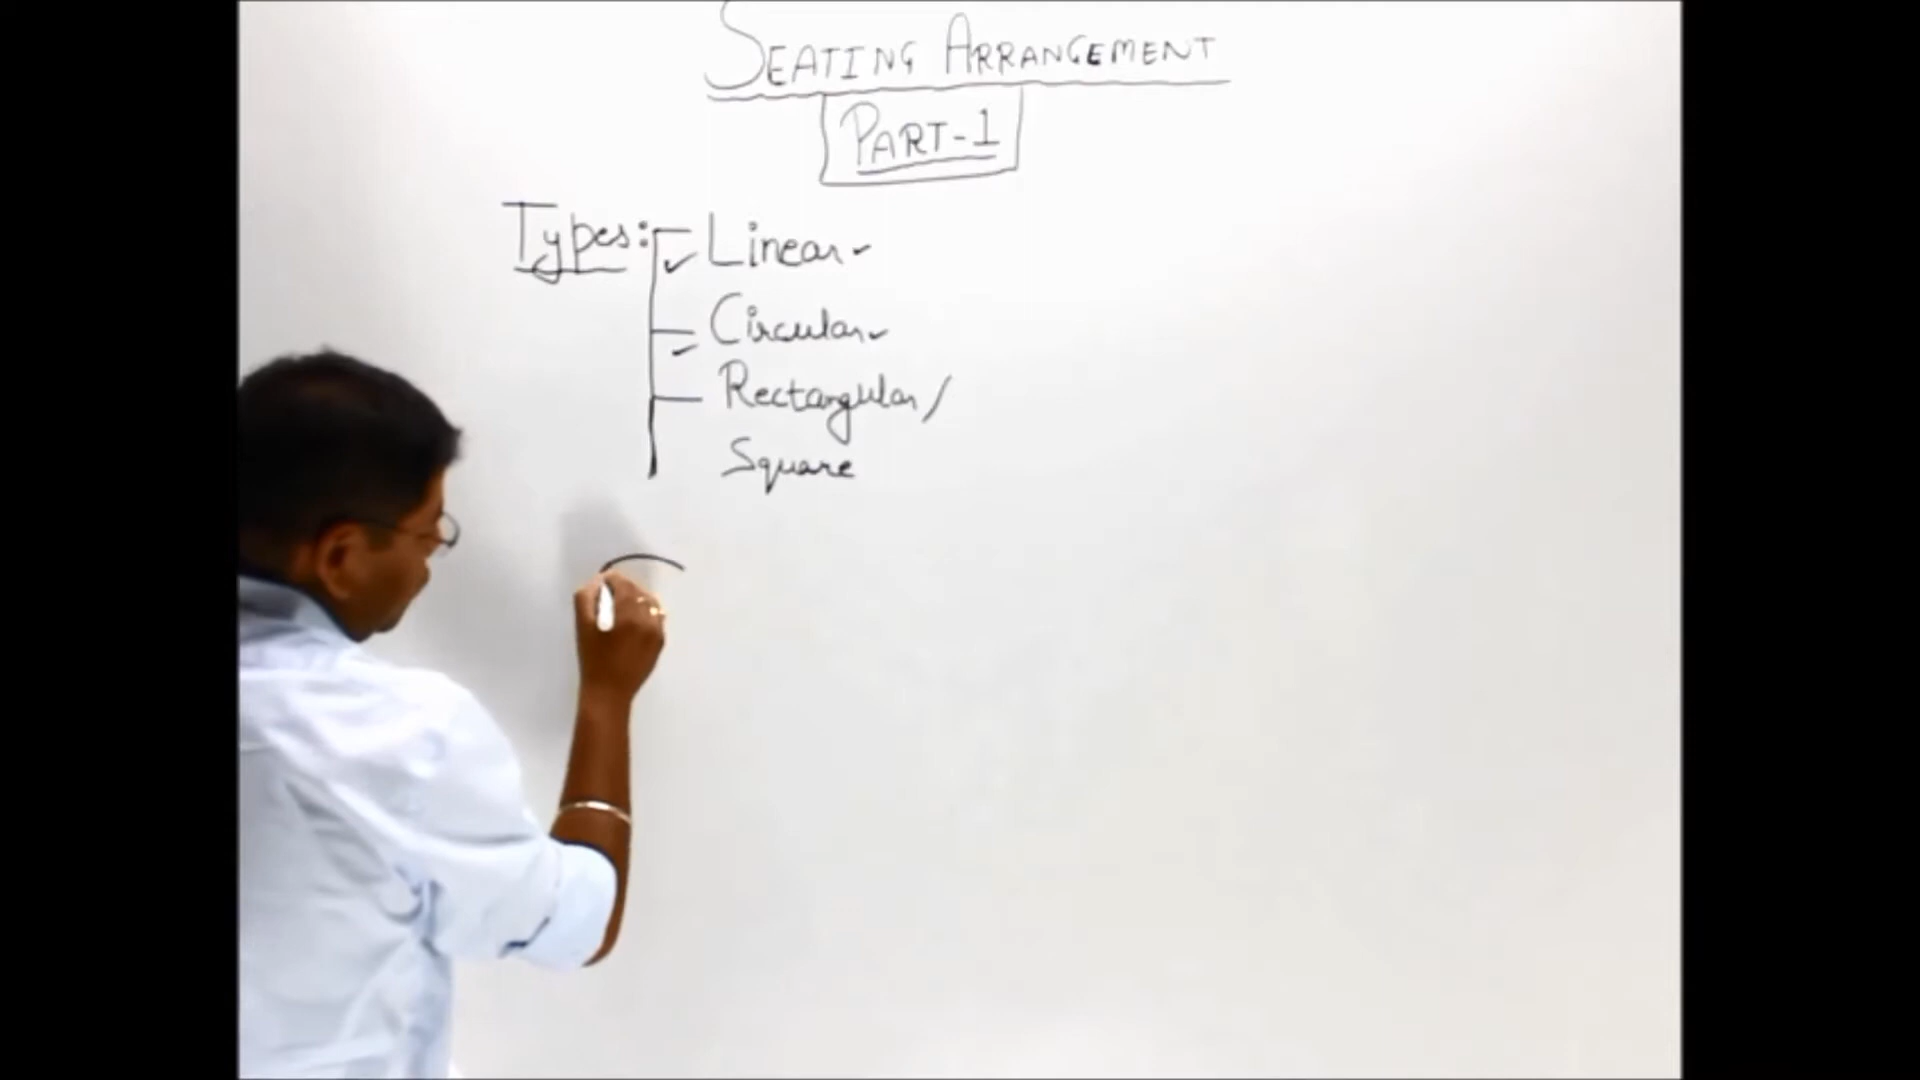 SEATING ARRANGEMENT
PART-1
Types: Linear
Circular
Rectangular/
Square